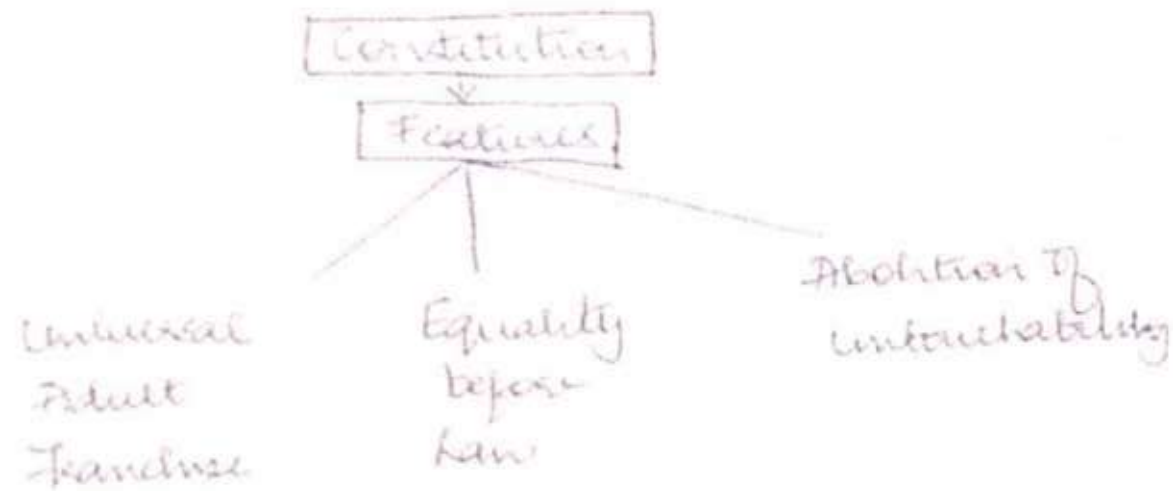 Constitution
Features
Universal
Adult
Franchise
Equality
before
Law
Abolition of
untouchability